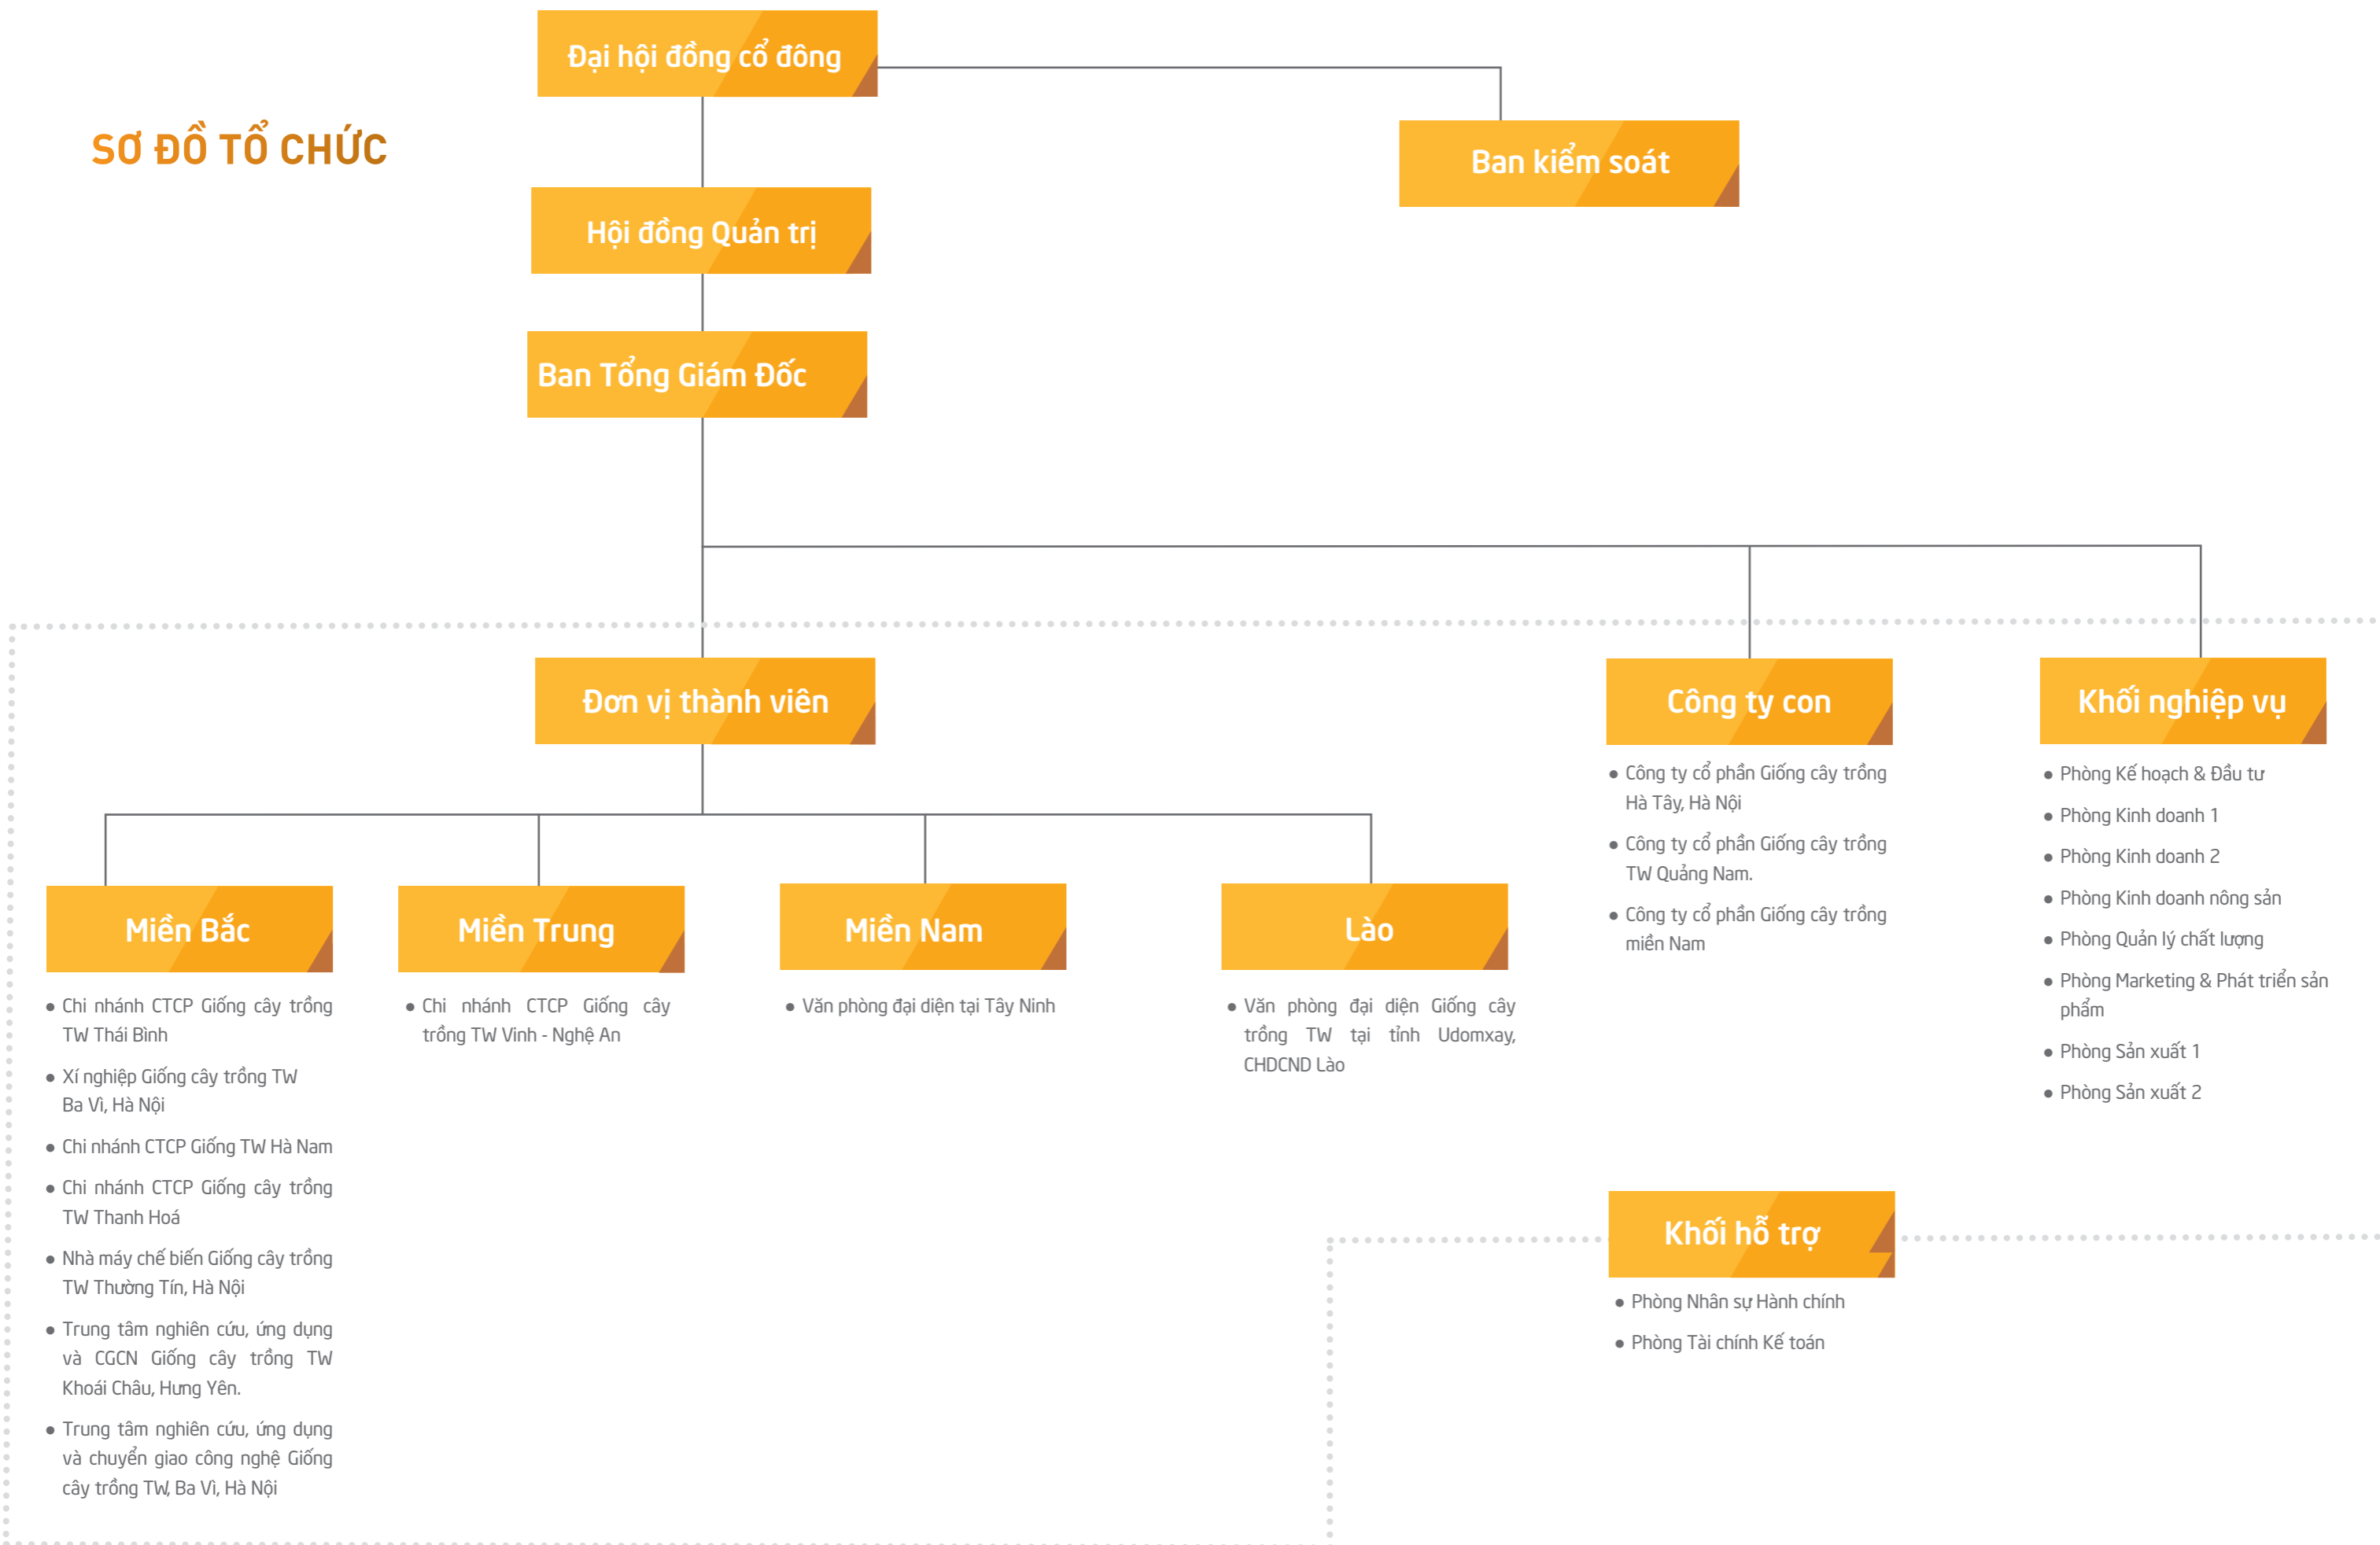 Đại hội đồng cổ đông
SƠ ĐỒ TỔ CHỨC
Ban kiểm soát
Hội đồng Quản trị
Ban Tổng Giám Đốc
Đơn vị thành viên
Công ty con
Khối nghiệp vụ
Miền Bắc
● Chi nhánh CTCP Giống cây trồng
TW Thái Bình
● Xí nghiệp Giống cây trồng TW
Ba Vì, Hà Nội
● Chi nhánh CTCP Giống TW Hà Nam
● Chi nhánh CTCP Giống cây trồng
TW Thanh Hoá
● Nhà máy chế biến Giống cây trồng
TW Thường Tín, Hà Nội
● Trung tâm nghiên cứu, ứng dụng
và CGCN Giống cây trồng TW
Khoái Châu, Hưng Yên.
● Trung tâm nghiên cứu, ứng dụng
và chuyển giao công nghệ Giống
cây trồng TW, Ba Vì, Hà Nội
Miền Trung
● Chi nhánh CTCP Giống cây
trồng TW Vinh - Nghệ An
Miền Nam
● Văn phòng đại diện tại Tây Ninh
Lào
● Văn phòng đại diện Giống cây
trồng TW tại tỉnh Udomxay,
CHDCND Lào
● Công ty cổ phần Giống cây trồng
Hà Tây, Hà Nội
● Công ty cổ phần Giống cây trồng
TW Quảng Nam.
● Công ty cổ phần Giống cây trồng
miền Nam
● Phòng Kế hoạch & Đầu tư
● Phòng Kinh doanh 1
● Phòng Kinh doanh 2
● Phòng Kinh doanh nông sản
● Phòng Quản lý chất lượng
● Phòng Marketing & Phát triển sản
phẩm
● Phòng Sản xuất 1
● Phòng Sản xuất 2
Khối hỗ trợ
● Phòng Nhân sự Hành chính
● Phòng Tài chính Kế toán